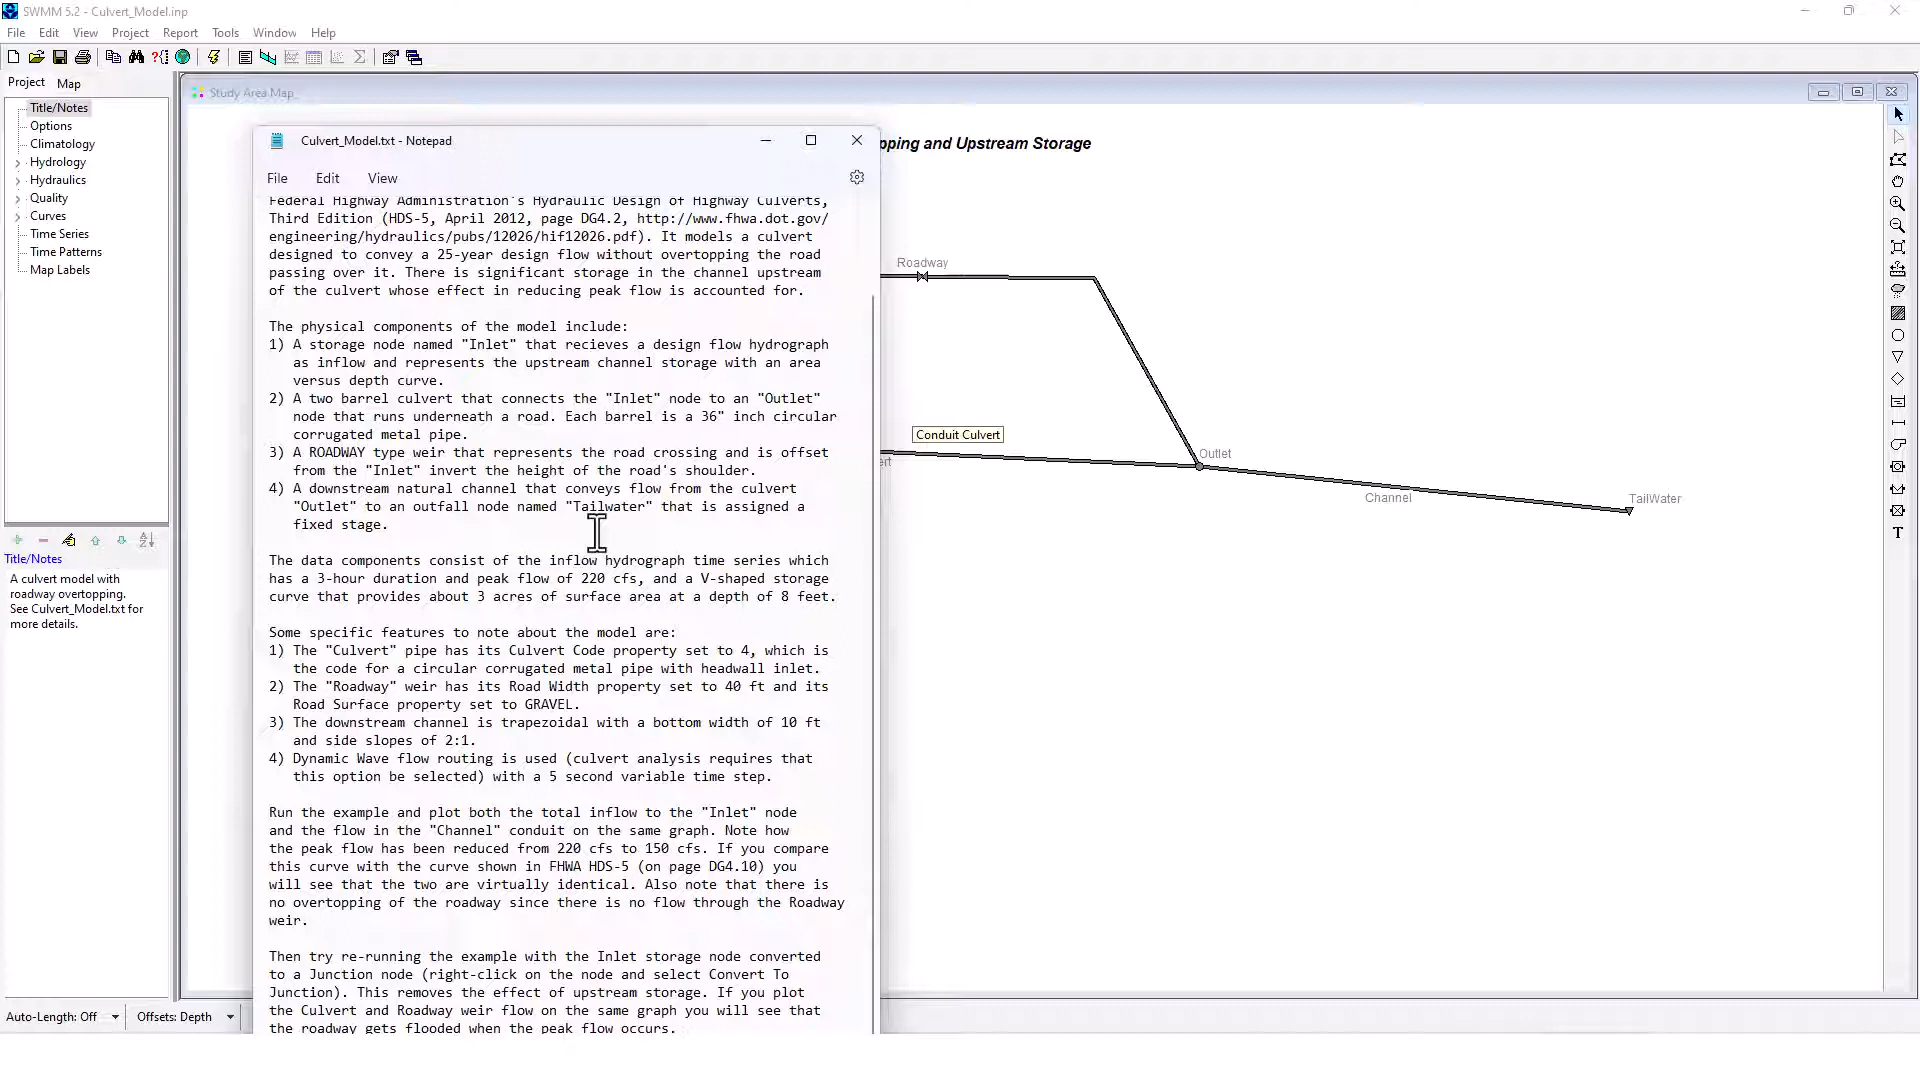 SWMM 5.2 - Culvert_Model.inp
File Edit View Project Report Tools Window Help
Project Map
Title/Notes
Options
Climatology
Hydrology
Hydraulics
Quality
Curves
Time Series
Time Patterns
Map Labels
Title/Notes
A culvert model with
roadway overtopping.
See Culvert_Model.txt for
more details.
Auto-Length: Off
Offsets: Depth
Study Area Map
Culvert_Model.txt - Notepad
File Edit View
Federal Highway Administration's Hydraulic Design of Highway Culverts,
Third Edition (HDS-5, April 2012, page DG4.2, http://www.fhwa.dot.gov/
engineering/hydraulics/pubs/12026/hif12026.pdf). It models a culvert
designed to convey a 25-year design flow without overtopping the road
passing over it. There is significant storage in the channel upstream
of the culvert whose effect in reducing peak flow is accounted for.
The physical components of the model include:
1) A storage node named "Inlet" that recieves a design flow hydrograph
as inflow and represents the upstream channel storage with an area
versus depth curve.
2) A two barrel culvert that connects the "Inlet" node to an "Outlet"
node that runs underneath a road. Each barrel is a 36" inch circular
corrugated metal pipe.
3) A ROADWAY type weir that represents the road crossing and is offset
from the "Inlet" invert the height of the road's shoulder.
4) A downstream natural channel that conveys flow from the culvert
"Outlet" to an outfall node named "Tailwater" that is assigned a
fixed stage.
The data components consist of the inflow hydrograph time series which
has a 3-hour duration and peak flow of 220 cfs, and a V-shaped storage
curve that provides about 3 acres of surface area at a depth of 8 feet.
Some specific features to note about the model are:
1) The "Culvert" pipe has its Culvert Code property set to 4, which is
the code for a circular corrugated metal pipe with headwall inlet.
2) The "Roadway" weir has its Road Width property set to 40 ft and its
Road Surface property set to GRAVEL.
3) The downstream channel is trapezoidal with a bottom width of 10 ft
and side slopes of 2:1.
4) Dynamic Wave flow routing is used (culvert analysis requires that
this option be selected) with a 5 second variable time step.
Run the example and plot both the total inflow to the "Inlet" node
and the flow in the "Channel" conduit on the same graph. Note how
the peak flow has been reduced from 220 cfs to 150 cfs. If you compare
this curve with the curve shown in FHWA HDS-5 (on page DG4.10) you
will see that the two are virtually identical. Also note that there is
no overtopping of the roadway since there is no flow through the Roadway
weir.
Then try re-running the example with the Inlet storage node converted
to a Junction node (right-click on the node and select Convert To
Junction). This removes the effect of upstream storage. If you plot
the Culvert and Roadway weir flow on the same graph you will see that
the roadway gets flooded when the peak flow occurs.
pping and Upstream Storage
Roadway
Conduit Culvert
ert
Outlet
Channel
TailWater
T